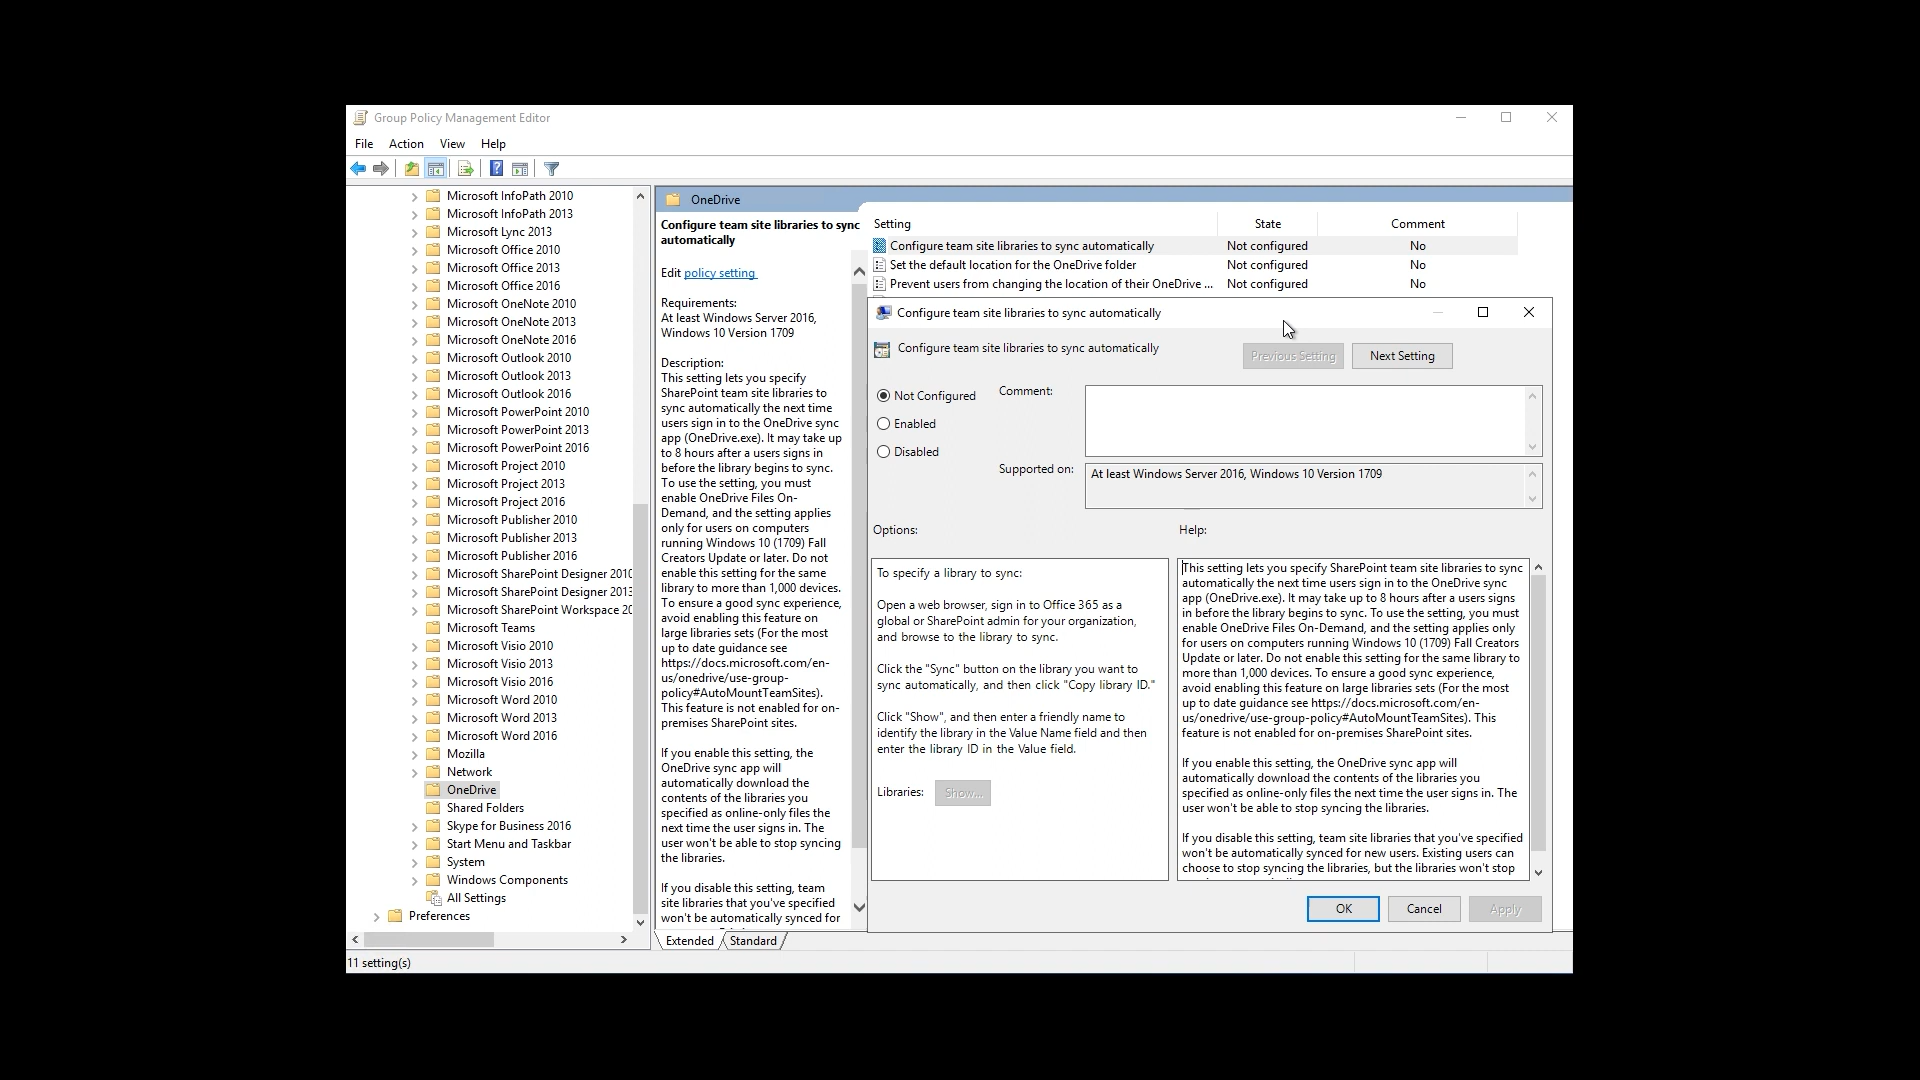 Group Policy Management Editor
File Action View Help
Microsoft InfoPath 2010
Microsoft InfoPath 2013
Microsoft Lync 2013
Microsoft Office 2010
Microsoft Office 2013
Microsoft Office 2016
Microsoft OneNote 2010
Microsoft OneNote 2013
Microsoft OneNote 2016
Microsoft Outlook 2010
Microsoft Outlook 2013
Microsoft Outlook 2016
Microsoft PowerPoint 2010
Microsoft PowerPoint 2013
Microsoft PowerPoint 2016
Microsoft Project 2010
Microsoft Project 2013
Microsoft Project 2016
Microsoft Publisher 2010
Microsoft Publisher 2013
Microsoft Publisher 2016
Microsoft SharePoint Designer 2010
Microsoft SharePoint Designer 2013
Microsoft SharePoint Workspace 20
Microsoft Teams
Microsoft Visio 2010
Microsoft Visio 2013
Microsoft Visio 2016
Microsoft Word 2010
Microsoft Word 2013
Microsoft Word 2016
Mozilla
Network
OneDrive
Shared Folders
Skype for Business 2016
Start Menu and Taskbar
System
Windows Components
All Settings
Preferences
OneDrive
Configure team site libraries to sync
automatically
Edit policy setting
Requirements:
At least Windows Server 2016,
Windows 10 Version 1709
Description:
This setting lets you specify
SharePoint team site libraries to
sync automatically the next time
users sign in to the OneDrive sync
app (OneDrive.exe). It may take up
to 8 hours after a users signs in
before the library begins to sync.
To use the setting, you must
enable OneDrive Files On-
Demand, and the setting applies
only for users on computers
running Windows 10 (1709) Fall
Creators Update or later. Do not
enable this setting for the same
library to more than 1,000 devices.
To ensure a good sync experience,
avoid enabling this feature on
large libraries sets (For the most
up to date guidance see
https://docs.microsoft.com/en-
us/onedrive/use-group-
policy#AutoMountTeamSites).
This feature is not enabled for on-
premises SharePoint sites.
If you enable this setting, the
OneDrive sync app will
automatically download the
contents of the libraries you
specified as online-only files the
next time the user signs in. The
user won't be able to stop syncing
the libraries.
If you disable this setting, team
site libraries that you've specified
won't be automatically synced for
Setting State Comment
Configure team site libraries to sync automatically Not configured No
Set the default location for the OneDrive folder Not configured No
Prevent users from changing the location of their OneDrive ... Not configured No
Configure team site libraries to sync automatically
Configure team site libraries to sync automatically
Previous Setting Next Setting
Not Configured
Enabled
Disabled
Comment:
Supported on:
At least Windows Server 2016, Windows 10 Version 1709
Options:
Help:
To specify a library to sync:
Open a web browser, sign in to Office 365 as a
global or SharePoint admin for your organization,
and browse to the library to sync.
Click the "Sync" button on the library you want to
sync automatically, and then click "Copy library ID."
Click "Show", and then enter a friendly name to
identify the library in the Value Name field and then
enter the library ID in the Value field.
Libraries: Show...
This setting lets you specify SharePoint team site libraries to sync
automatically the next time users sign in to the OneDrive sync
app (OneDrive.exe). It may take up to 8 hours after a users signs
in before the library begins to sync. To use the setting, you must
enable OneDrive Files On-Demand, and the setting applies only
for users on computers running Windows 10 (1709) Fall Creators
Update or later. Do not enable this setting for the same library to
more than 1,000 devices. To ensure a good sync experience,
avoid enabling this feature on large libraries sets (For the most
up to date guidance see https://docs.microsoft.com/en-
us/onedrive/use-group-policy#AutoMountTeamSites). This
feature is not enabled for on-premises SharePoint sites.
If you enable this setting, the OneDrive sync app will
automatically download the contents of the libraries you
specified as online-only files the next time the user signs in. The
user won't be able to stop syncing the libraries.
If you disable this setting, team site libraries that you've specified
won't be automatically synced for new users. Existing users can
choose to stop syncing the libraries, but the libraries won't stop
OK Cancel Apply
Extended Standard
11 setting(s)